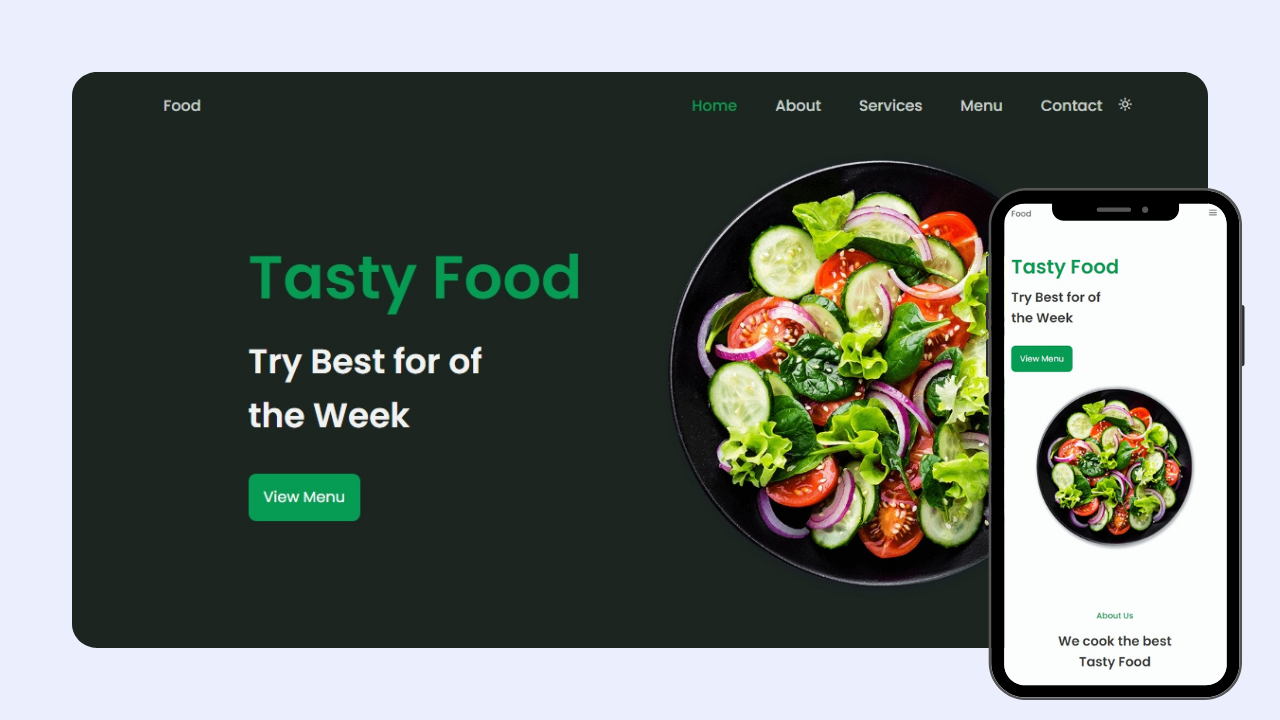 Food
Home About Services Menu Contact
Tasty Food
Try Best for of
the Week
View Menu
Food
Tasty Food
Try Best for of
the Week
View Menu
About Us
We cook the best
Tasty Food